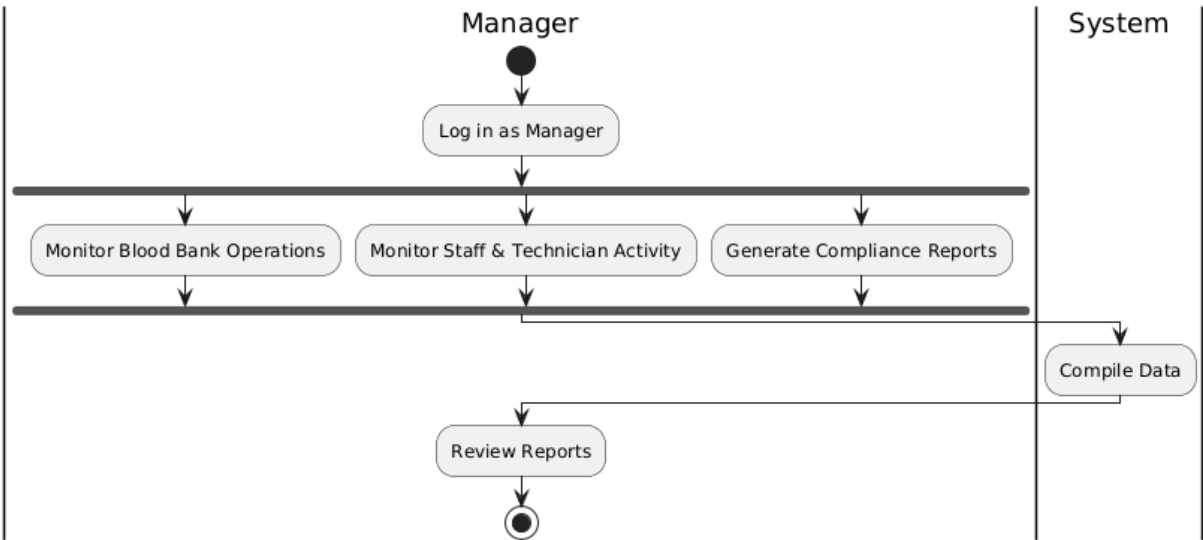 Manager
System
Log in as Manager
Monitor Blood Bank Operations
Monitor Staff & Technician Activity
Generate Compliance Reports
Compile Data
Review Reports